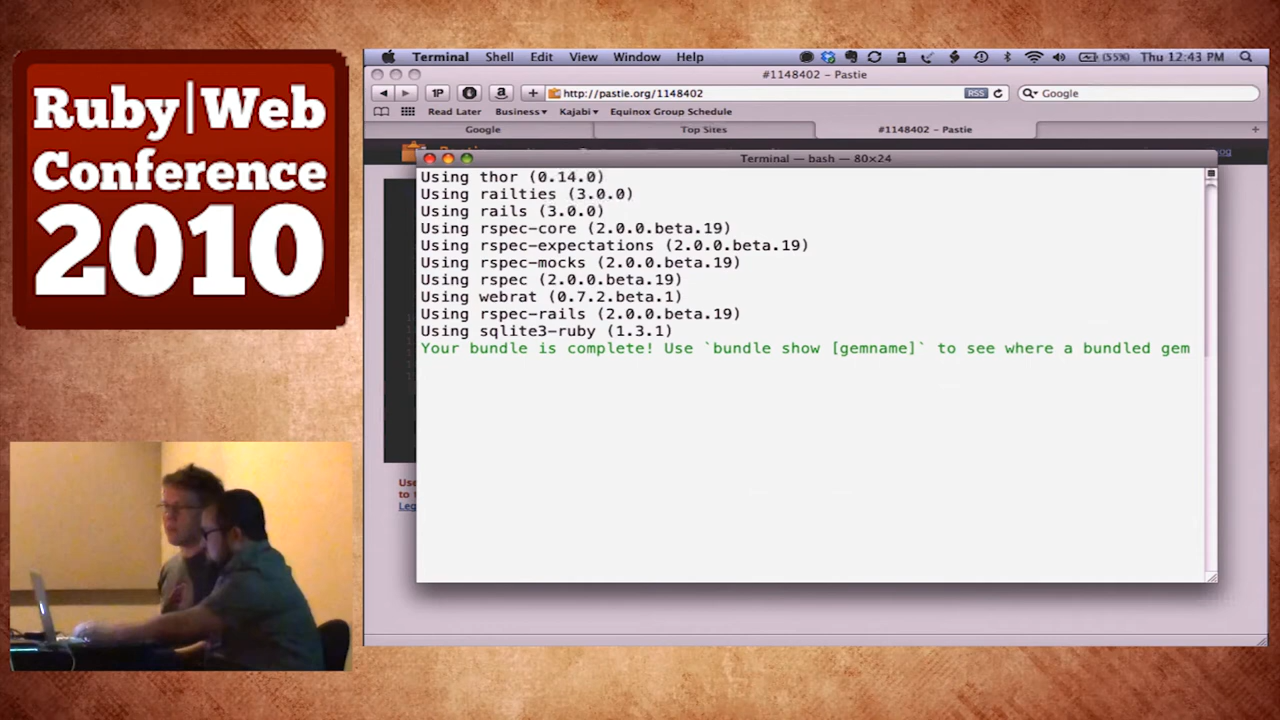 Ruby|Web
Conference
2010
Terminal Shell Edit View Window Help (55%) Thu 12:43 PM
#1148402 – Pastie
1P a + http://pastie.org/1148402 RSS Google
Read Later Business Kajabi Equinox Group Schedule
Google Top Sites #1148402 – Pastie +
Terminal — bash — 80×24
Using thor (0.14.0)
Using railties (3.0.0)
Using rails (3.0.0)
Using rspec-core (2.0.0.beta.19)
Using rspec-expectations (2.0.0.beta.19)
Using rspec-mocks (2.0.0.beta.19)
Using rspec (2.0.0.beta.19)
Using webrat (0.7.2.beta.1)
Using rspec-rails (2.0.0.beta.19)
Using sqlite3-ruby (1.3.1)
Your bundle is complete! Use `bundle show [gemname]` to see where a bundled gem
Use
to t
Leg